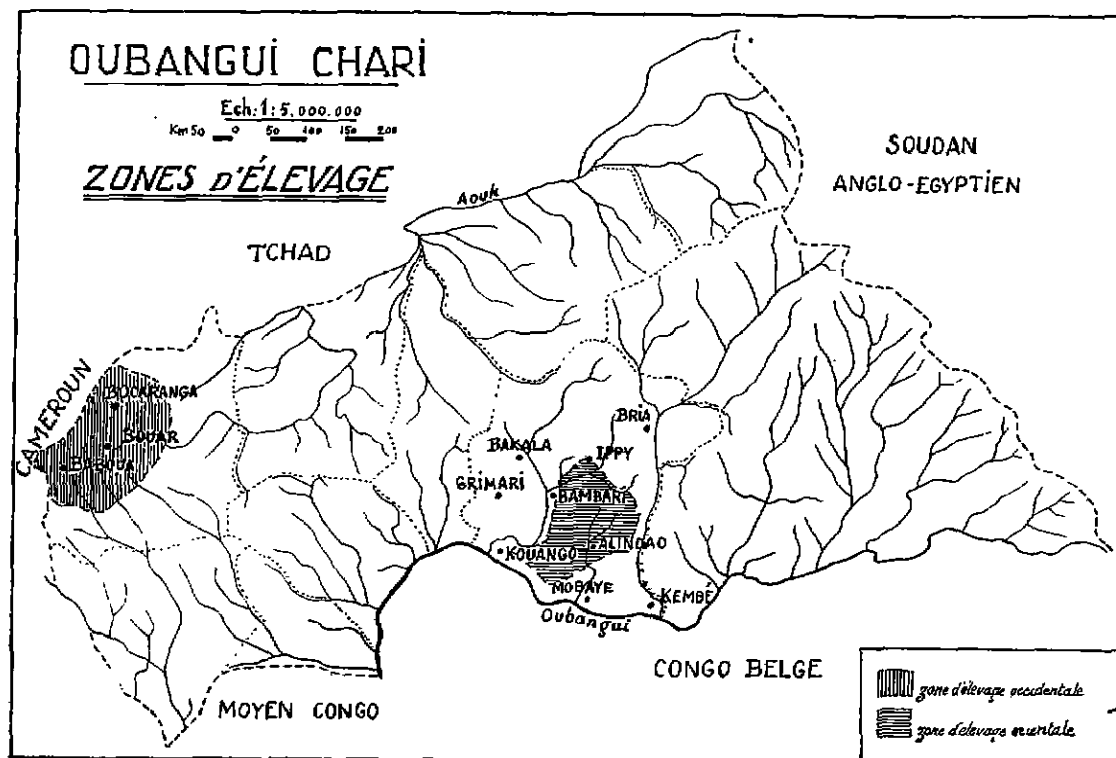 OUBANGUI CHARI
Ech: 1: 5.000.000
Km 50 0 50 100 150 200
ZONES D'ÉLEVAGE
SOUDAN
ANGLO-EGYPTIEN
Aouk
TCHAD
CAMEROUN
BOCARANGA
BOUAR
BABOUA
BRIA
BAKALA
IPPY
GRIMARI
BAMBARI
KOUANGO
ALINDAO
MOBAYE
KEMBÉ
Oubangui
CONGO BELGE
MOYEN CONGO
zone d'élevage occidentale
zone d'élevage orientale